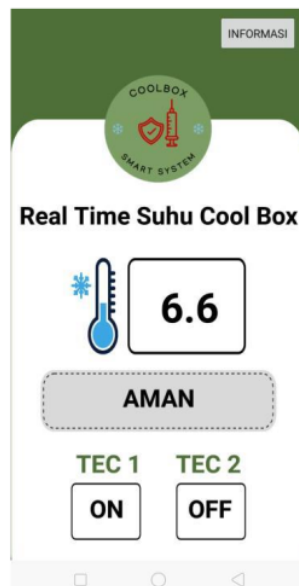 INFORMASI
COOLBOX
SMART SYSTEM
Real Time Suhu Cool Box
6.6
AMAN
TEC 1 TEC 2
ON OFF